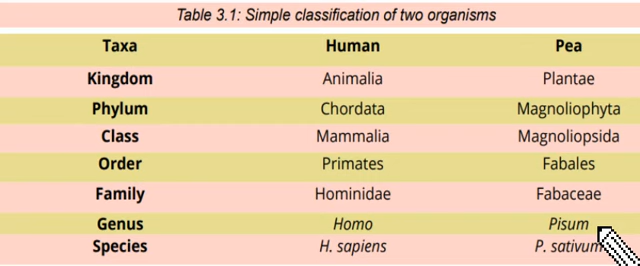 Table 3.1: Simple classification of two organisms
Taxa Human Pea
Kingdom Animalia Plantae
Phylum Chordata Magnoliophyta
Class Mammalia Magnoliopsida
Order Primates Fabales
Family Hominidae Fabaceae
Genus Homo Pisum
Species H. sapiens P. sativum